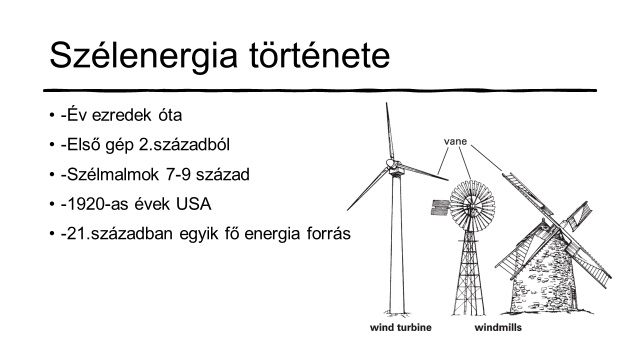 Szélenergia története
• -Év ezredek óta
• -Első gép 2.századból
• -Szélmalmok 7-9 század
• -1920-as évek USA
• -21.században egyik fő energia forrás
vane
wind turbine
windmills